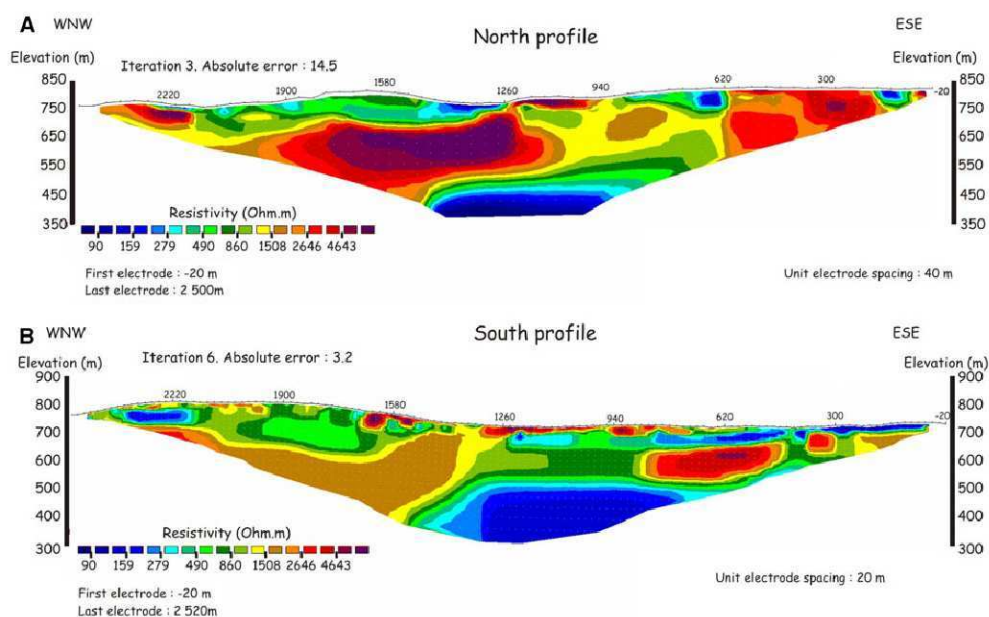 A WNW
ESE
North profile
Elevation (m)
Iteration 3. Absolute error : 14.5
Elevation (m)
2220 1900 1580 1260 940 620 300 -20
850 850
750 750
650 650
550 550
450 450
350 350
Resistivity (Ohm.m)
90 159 279 490 860 1508 2646 4643
First electrode : -20 m
Last electrode : 2 500m
Unit electrode spacing : 40 m
B WNW
ESE
South profile
Iteration 6. Absolute error : 3.2
Elevation (m)
Elevation (m)
2220 1900 1580 1260 940 620 300 -20
900 900
800 800
700 700
600 600
500 500
400 400
300 300
Resistivity (Ohm.m)
90 159 279 490 860 1508 2646 4643
First electrode : -20 m
Last electrode : 2 520m
Unit electrode spacing : 20 m